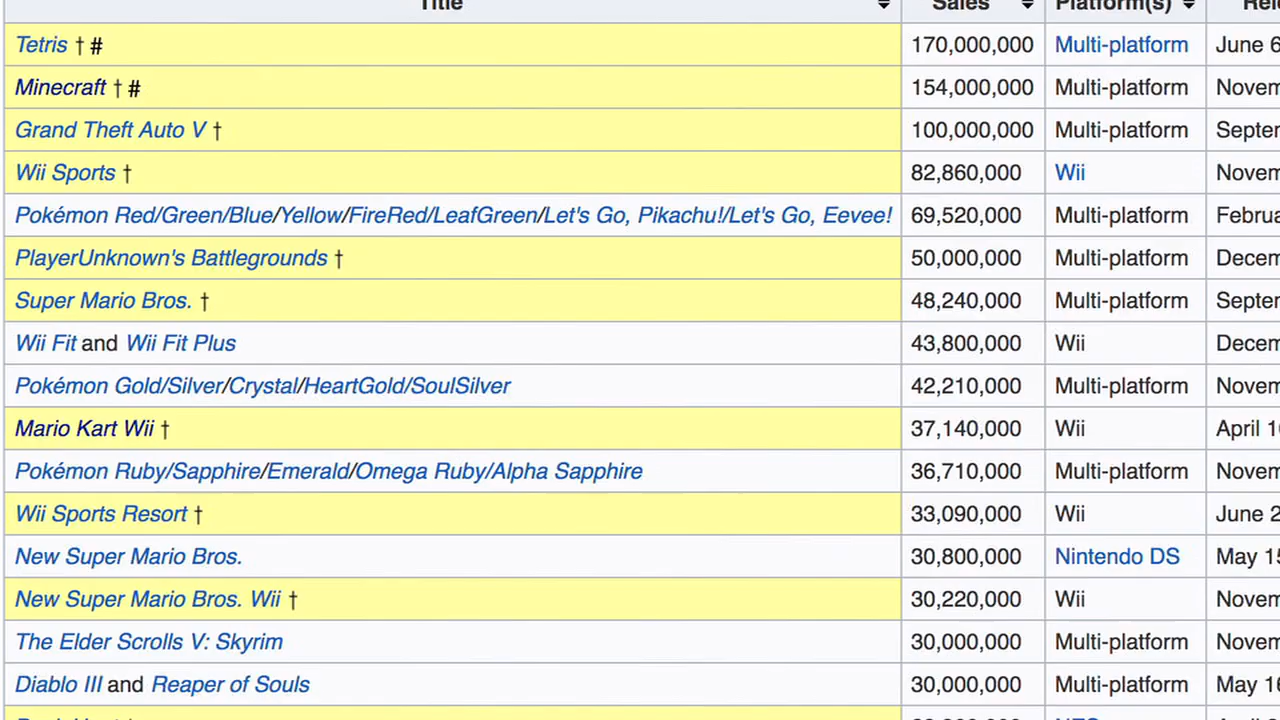 Title Sales Platform(s) Rele
Tetris † # 170,000,000 Multi-platform June 6
Minecraft † # 154,000,000 Multi-platform Novem
Grand Theft Auto V † 100,000,000 Multi-platform Septer
Wii Sports † 82,860,000 Wii Novem
Pokémon Red/Green/Blue/Yellow/FireRed/LeafGreen/Let's Go, Pikachu!/Let's Go, Eevee! 69,520,000 Multi-platform Februa
PlayerUnknown's Battlegrounds † 50,000,000 Multi-platform Decem
Super Mario Bros. † 48,240,000 Multi-platform Septer
Wii Fit and Wii Fit Plus 43,800,000 Wii Decem
Pokémon Gold/Silver/Crystal/HeartGold/SoulSilver 42,210,000 Multi-platform Novem
Mario Kart Wii † 37,140,000 Wii April 1
Pokémon Ruby/Sapphire/Emerald/Omega Ruby/Alpha Sapphire 36,710,000 Multi-platform Novem
Wii Sports Resort † 33,090,000 Wii June 2
New Super Mario Bros. 30,800,000 Nintendo DS May 15
New Super Mario Bros. Wii † 30,220,000 Wii Novem
The Elder Scrolls V: Skyrim 30,000,000 Multi-platform Novem
Diablo III and Reaper of Souls 30,000,000 Multi-platform May 16